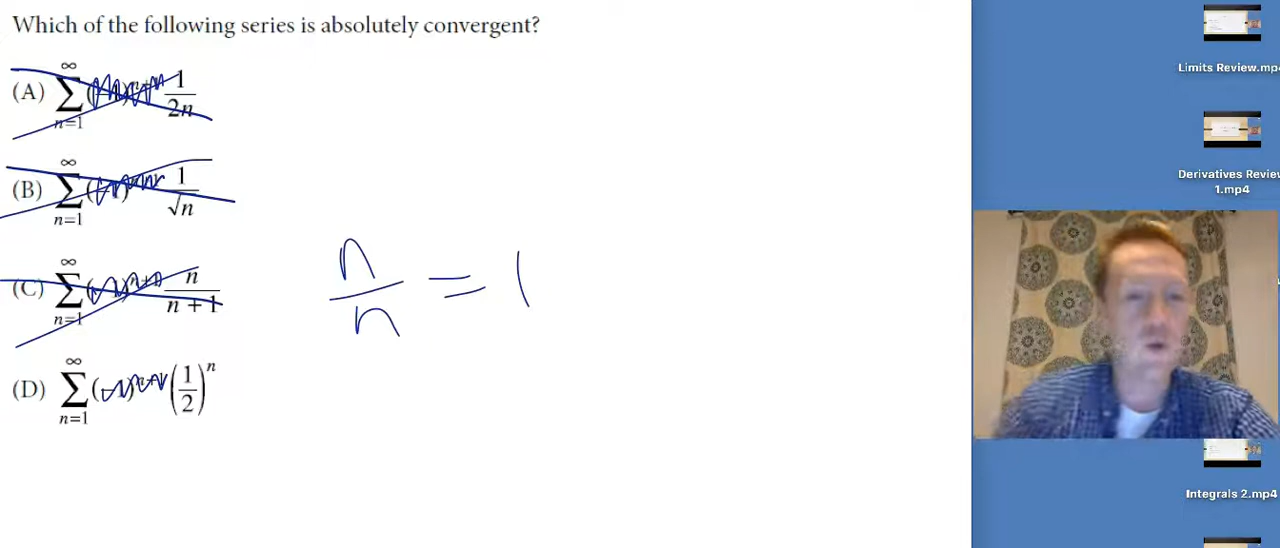 Which of the following series is absolutely convergent?
(A) ∞ ∑ n=1 1/2n
(B) ∞ ∑ n=1 1/√n
(C) ∞ ∑ n=1 n/n + 1
(D) ∞ ∑ n=1 (1/2)^n
n/n = 1
Limits Review.mp4
Derivatives Review
1.mp4
Integrals 2.mp4